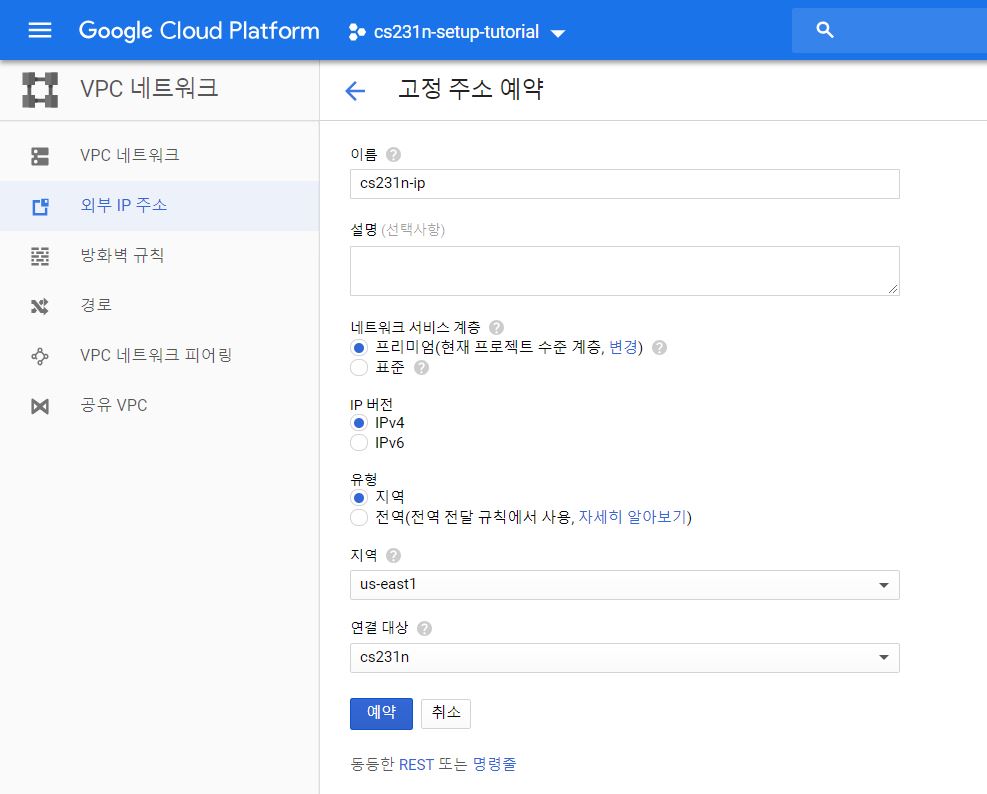 Google Cloud Platform
cs231n-setup-tutorial
VPC 네트워크
고정 주소 예약
VPC 네트워크
외부 IP 주소
방화벽 규칙
경로
VPC 네트워크 피어링
공유 VPC
이름
cs231n-ip
설명 (선택사항)
네트워크 서비스 계층
프리미엄(현재 프로젝트 수준 계층, 변경)
표준
IP 버전
IPv4
IPv6
유형
지역
전역(전역 전달 규칙에서 사용, 자세히 알아보기)
지역
us-east1
연결 대상
cs231n
예약 취소
동등한 REST 또는 명령줄